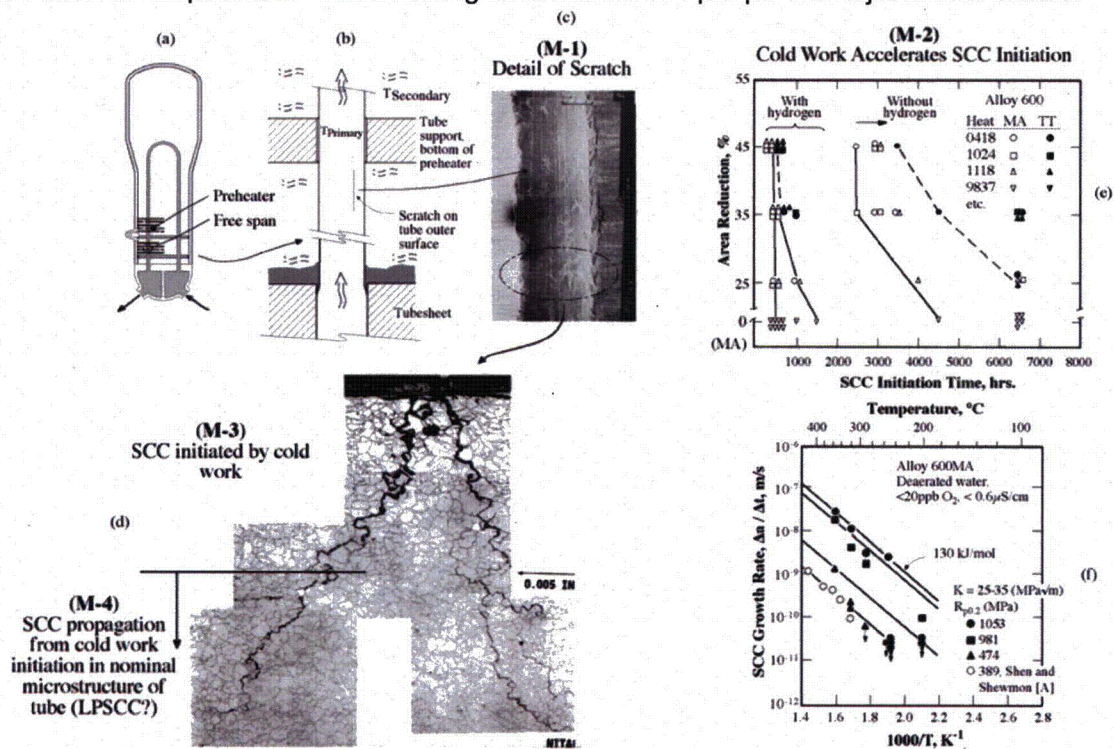 (a)
(b)
(c)
(M-1)
Detail of Scratch
TSecondary
TPrimary
Tube
support,
bottom of
preheater
Scratch on
tube outer
surface
Tubesheet
Preheater
Free span
(M-2)
Cold Work Accelerates SCC Initiation
With
hydrogen
Without
hydrogen
Alloy 600
Heat MA TT
0418 ○ ●
1024 □ ■
1118 △ ▲
9837 ▽ ▼
etc.
Area Reduction, %
55
45
35
25
0
(MA)
1000 2000 3000 4000 5000 6000 7000 8000
SCC Initiation Time, hrs.
(e)
(M-3)
SCC initiated by cold
work
(d)
(M-4)
SCC propagation
from cold work
initiation in nominal
microstructure of
tube (LPSCC?)
0.005 IN
NITAL
Temperature, °C
400 300 200 100
SCC Growth Rate, Δn / Δt, m/s
10-6
10-7
10-8
10-9
10-10
10-11
10-12
Alloy 600MA
Deaerated water,
<20ppb O2, < 0.6μS/cm
130 kJ/mol
K = 25-35 (MPa√m)
Rp0.2 (MPa)
● 1053
■ 981
▲ 474
○ 389, Shen and
Shewmon [A]
1.4 1.6 1.8 2.0 2.2 2.4 2.6 2.8
1000/T, K-1
(f)